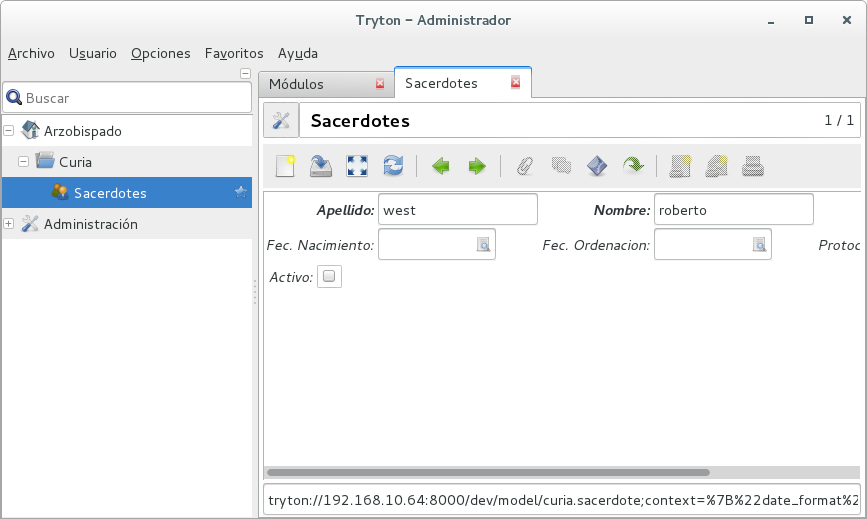 Tryton - Administrador
Archivo Usuario Opciones Favoritos Ayuda
Buscar
Arzobispado
Curia
Sacerdotes
Administración
Módulos Sacerdotes
Sacerdotes 1 / 1
Apellido: west Nombre: roberto
Fec. Nacimiento: Fec. Ordenacion: Protoc
Activo:
tryton://192.168.10.64:8000/dev/model/curia.sacerdote;context=%7B%22date_format%2